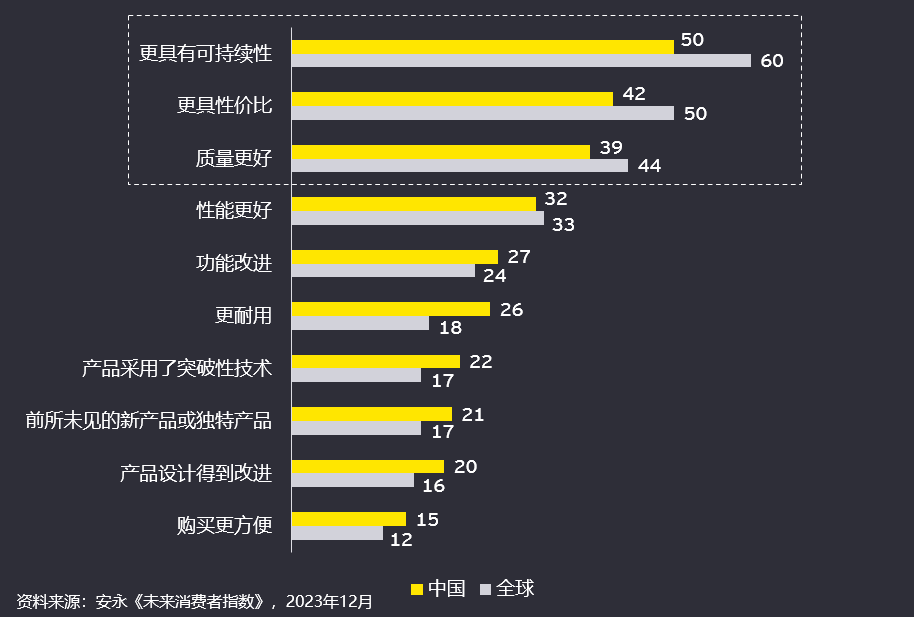 更具有可持续性
50
60
更具性价比
42
50
质量更好
39
44
性能更好
32
33
功能改进
27
24
更耐用
26
18
产品采用了突破性技术
22
17
前所未见的新产品或独特产品
21
17
产品设计得到改进
20
16
购买更方便
15
12
中国 全球
资料来源：安永《未来消费者指数》，2023年12月